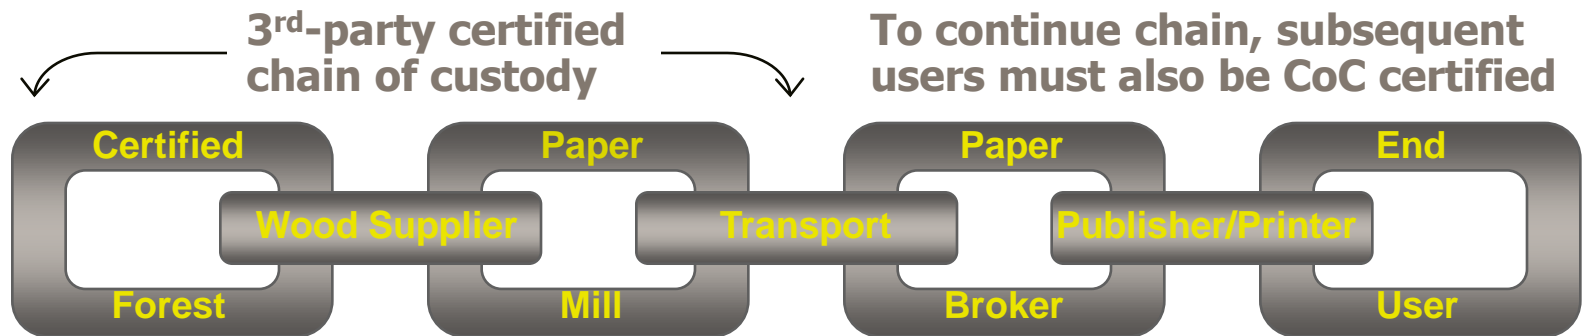 3rd-party certified
chain of custody
To continue chain, subsequent
users must also be CoC certified
Certified
Forest
Wood Supplier
Paper
Mill
Transport
Paper
Broker
Publisher/Printer
End
User